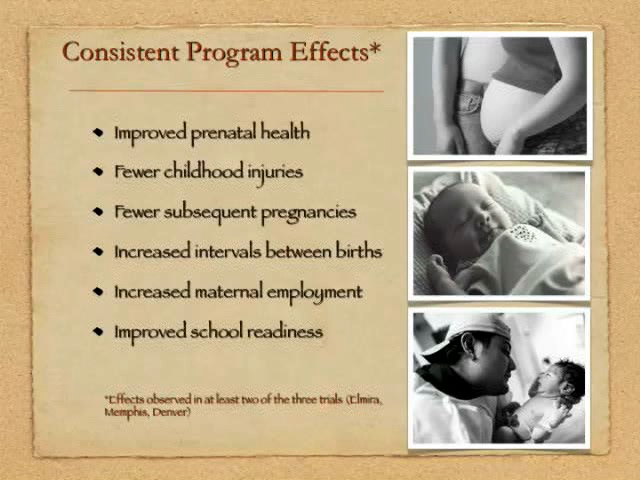 Consistent Program Effects*
Improved prenatal health
Fewer childhood injuries
Fewer subsequent pregnancies
Increased intervals between births
Increased maternal employment
Improved school readiness
*Effects observed in at least two of the three trials (Elmira,
Memphis, Denver)